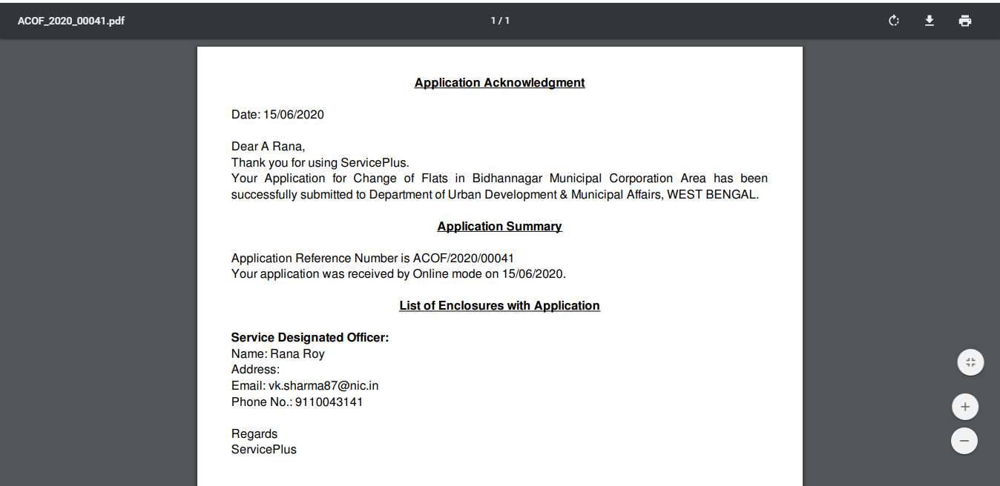 ACOF_2020_00041.pdf
1 / 1
Application Acknowledgment
Date: 15/06/2020
Dear A Rana,
Thank you for using ServicePlus.
Your Application for Change of Flats in Bidhannagar Municipal Corporation Area has been
successfully submitted to Department of Urban Development & Municipal Affairs, WEST BENGAL.
Application Summary
Application Reference Number is ACOF/2020/00041
Your application was received by Online mode on 15/06/2020.
List of Enclosures with Application
Service Designated Officer:
Name: Rana Roy
Address:
Email: vk.sharma87@nic.in
Phone No.: 9110043141
Regards
ServicePlus